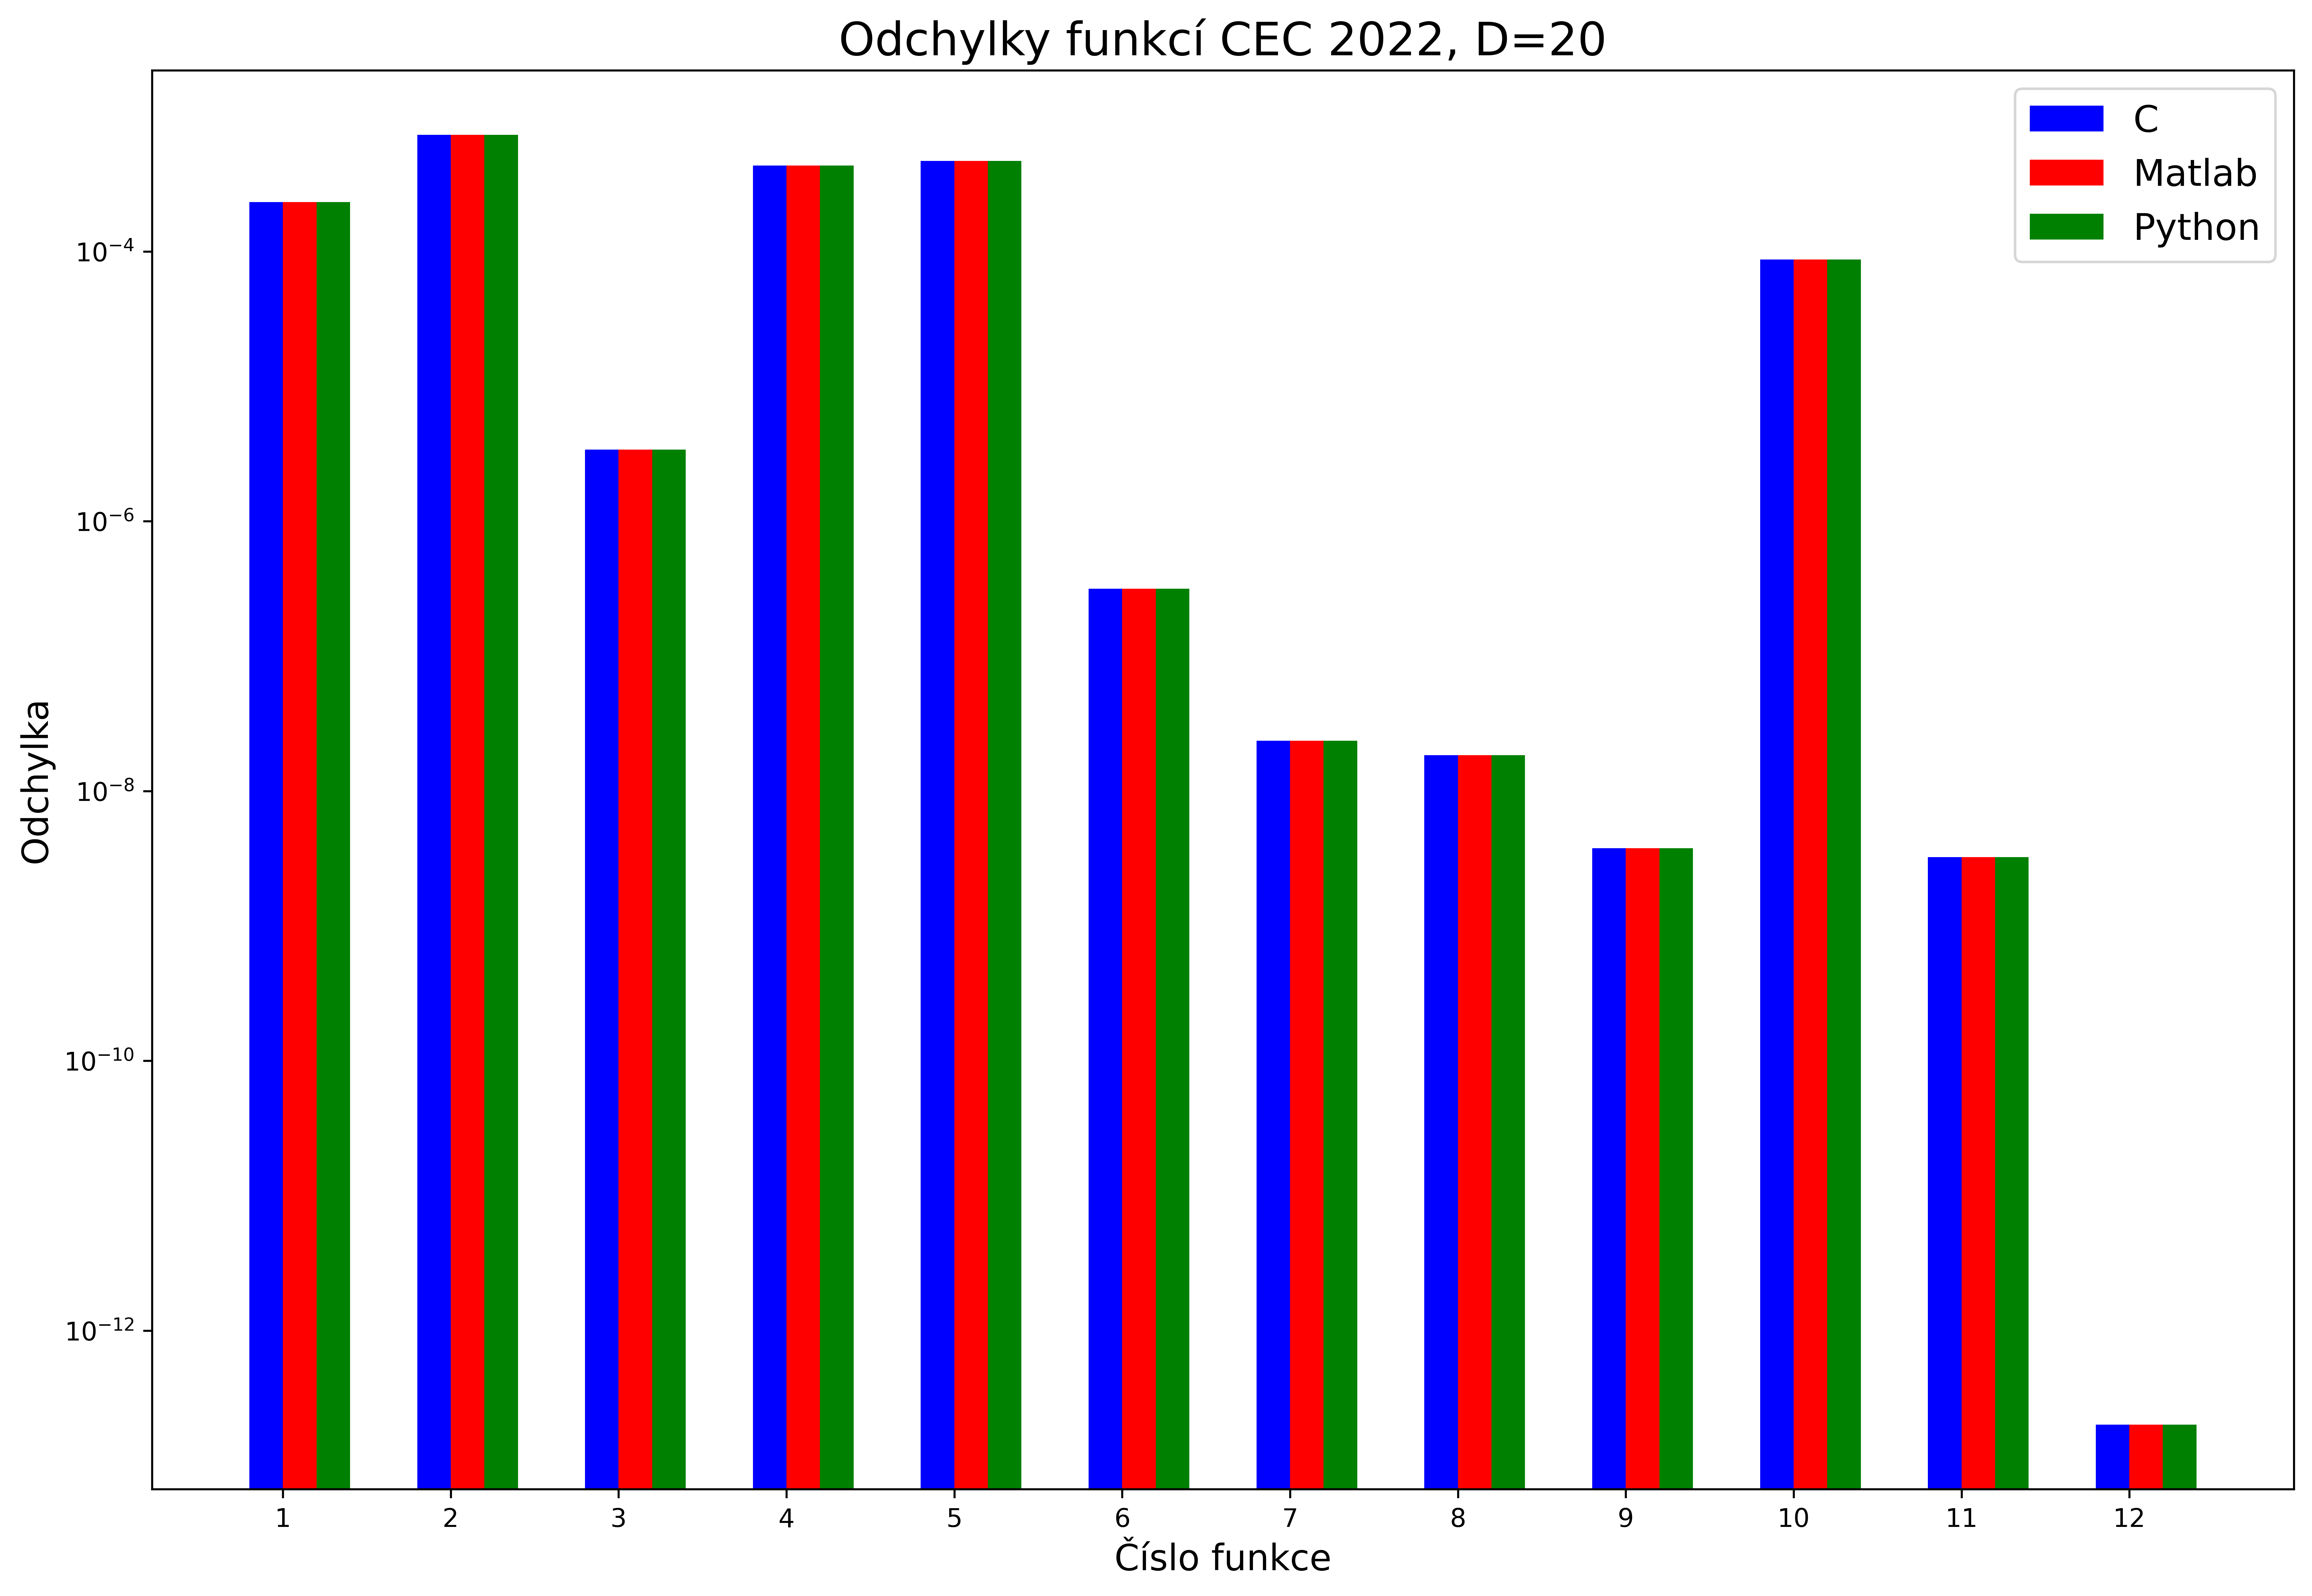 Odchylky funkcí CEC 2022, D=20
C
Matlab
Python
Odchylka
10⁻⁴
10⁻⁶
10⁻⁸
10⁻¹⁰
10⁻¹²
1 2 3 4 5 6 7 8 9 10 11 12
Číslo funkce